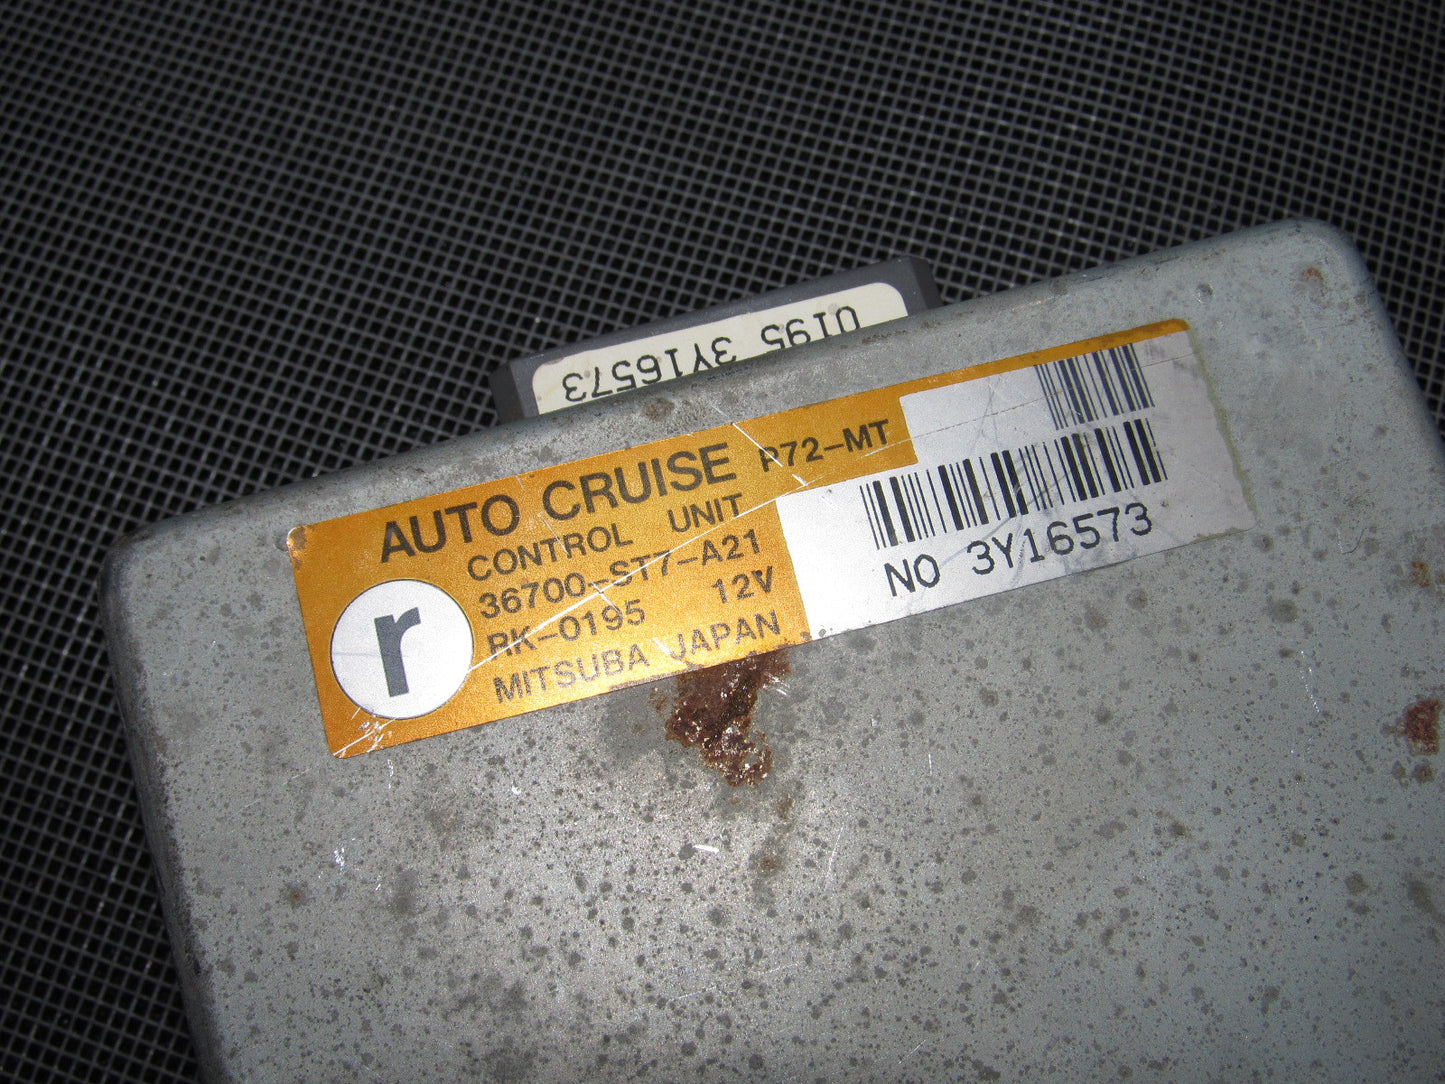 0195 3Y16573
AUTO CRUISE P72-MT
CONTROL UNIT
36700-ST7-A21
RK-0195 12V
MITSUBA JAPAN
r
NO 3Y16573